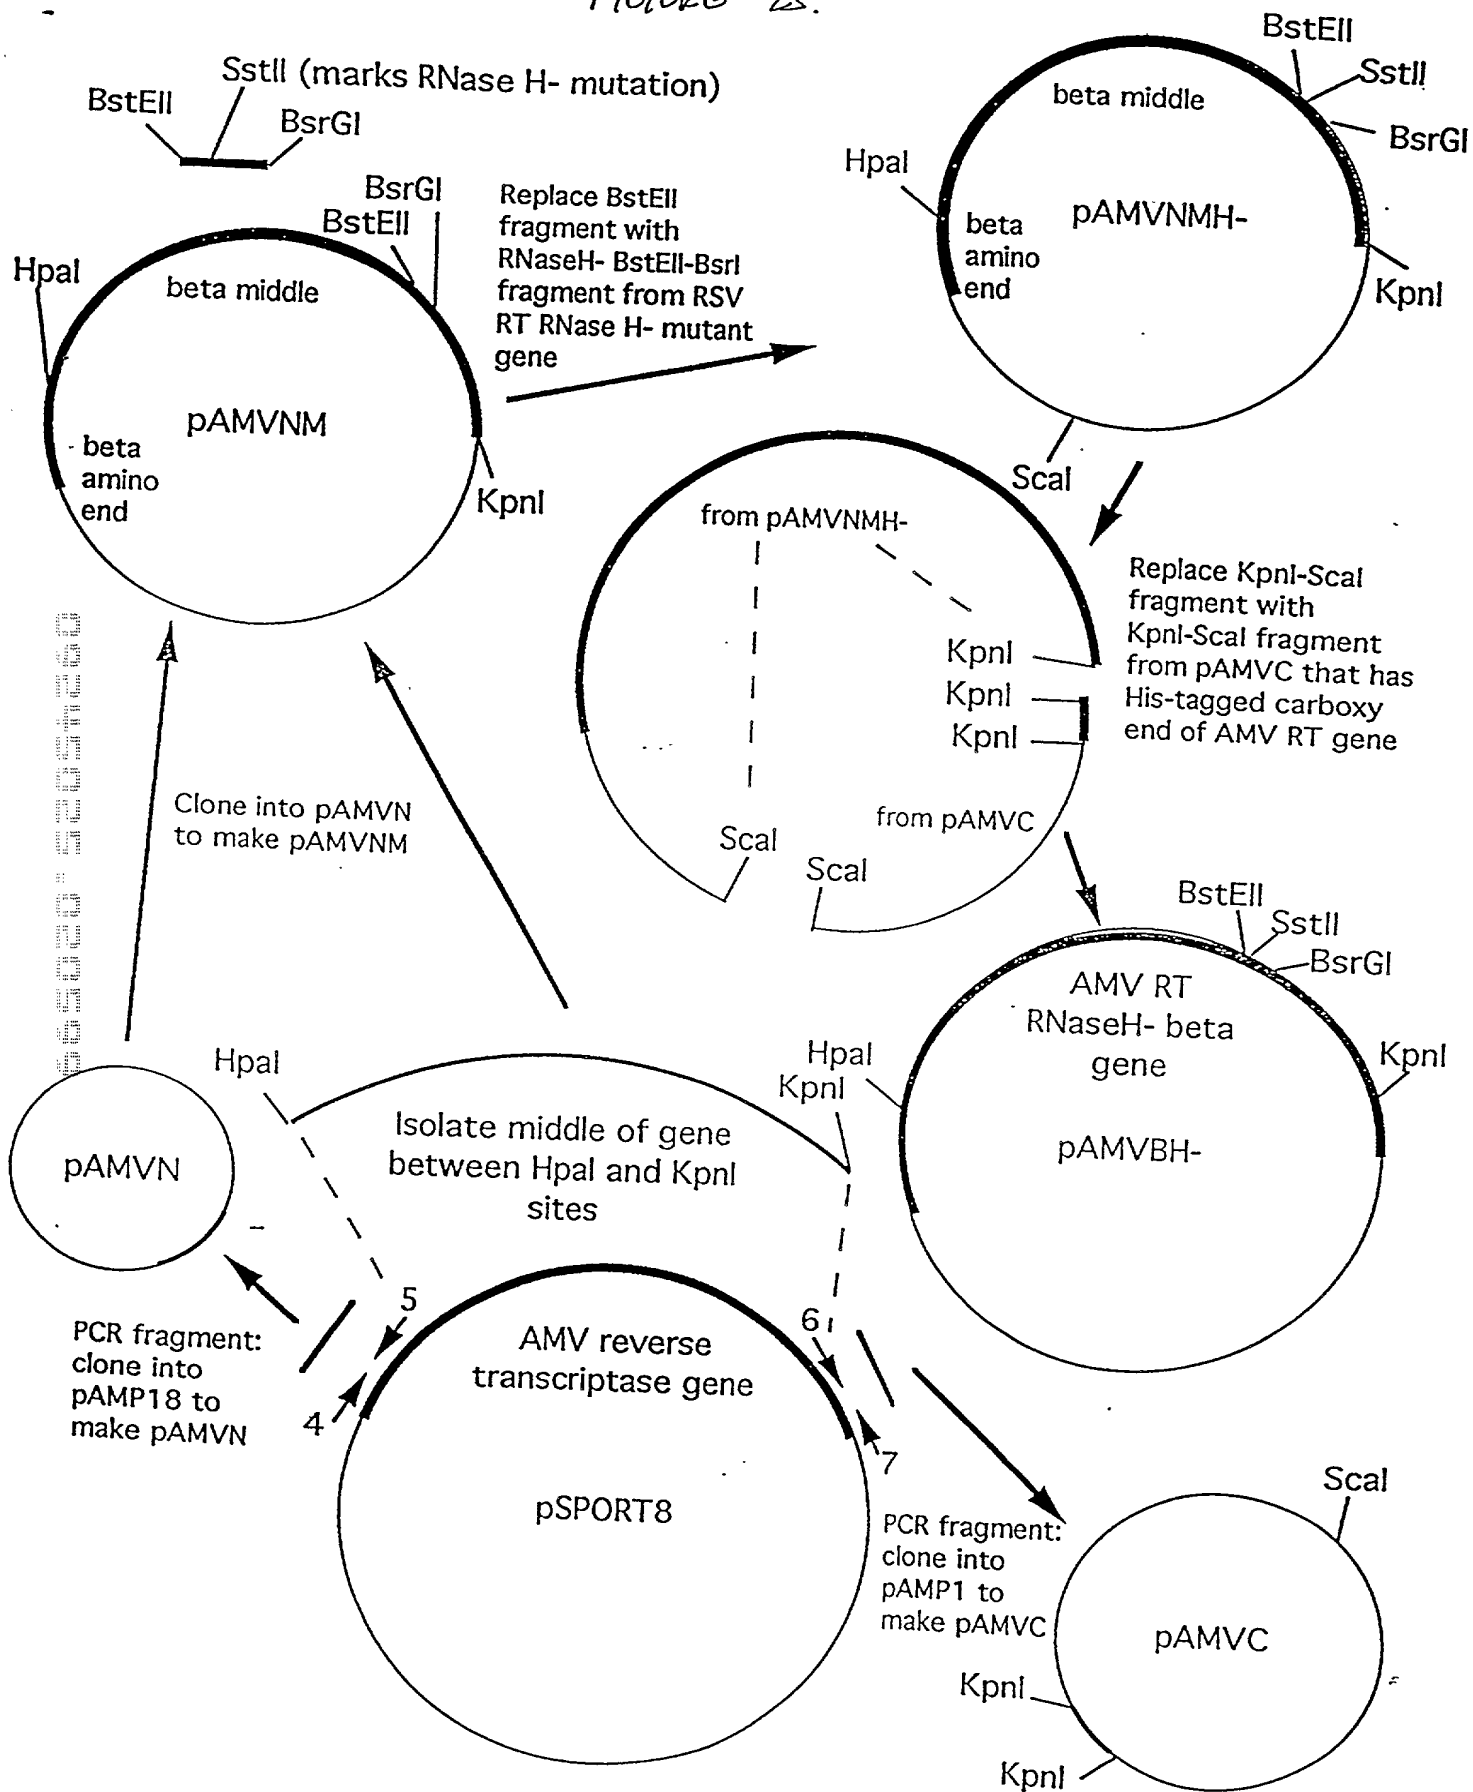 SstII (marks RNase H- mutation)
BstEII
BsrGI
BsrGI
BstEII
HpaI
beta middle
pAMVNM
beta
amino
end
KpnI
Replace BstEII
fragment with
RNaseH- BstEII-BsrI
fragment from RSV
RT RNase H- mutant
gene
BstEII
SstII
BsrGI
beta middle
HpaI
pAMVNMH-
beta
amino
end
KpnI
ScaI
from pAMVNMH-
KpnI
KpnI
KpnI
Replace KpnI-ScaI
fragment with
KpnI-ScaI fragment
from pAMVC that has
His-tagged carboxy
end of AMV RT gene
from pAMVC
ScaI
ScaI
Clone into pAMVN
to make pAMVNM
BstEII
SstII
BsrGI
AMV RT
RNaseH- beta
gene
HpaI
KpnI
pAMVBH-
HpaI
KpnI
Isolate middle of gene
between HpaI and KpnI
sites
pAMVN
PCR fragment:
clone into
pAMP18 to
make pAMVN
5
4
6
7
AMV reverse
transcriptase gene
pSPORT8
PCR fragment:
clone into
pAMP1 to
make pAMVC
ScaI
pAMVC
KpnI
KpnI